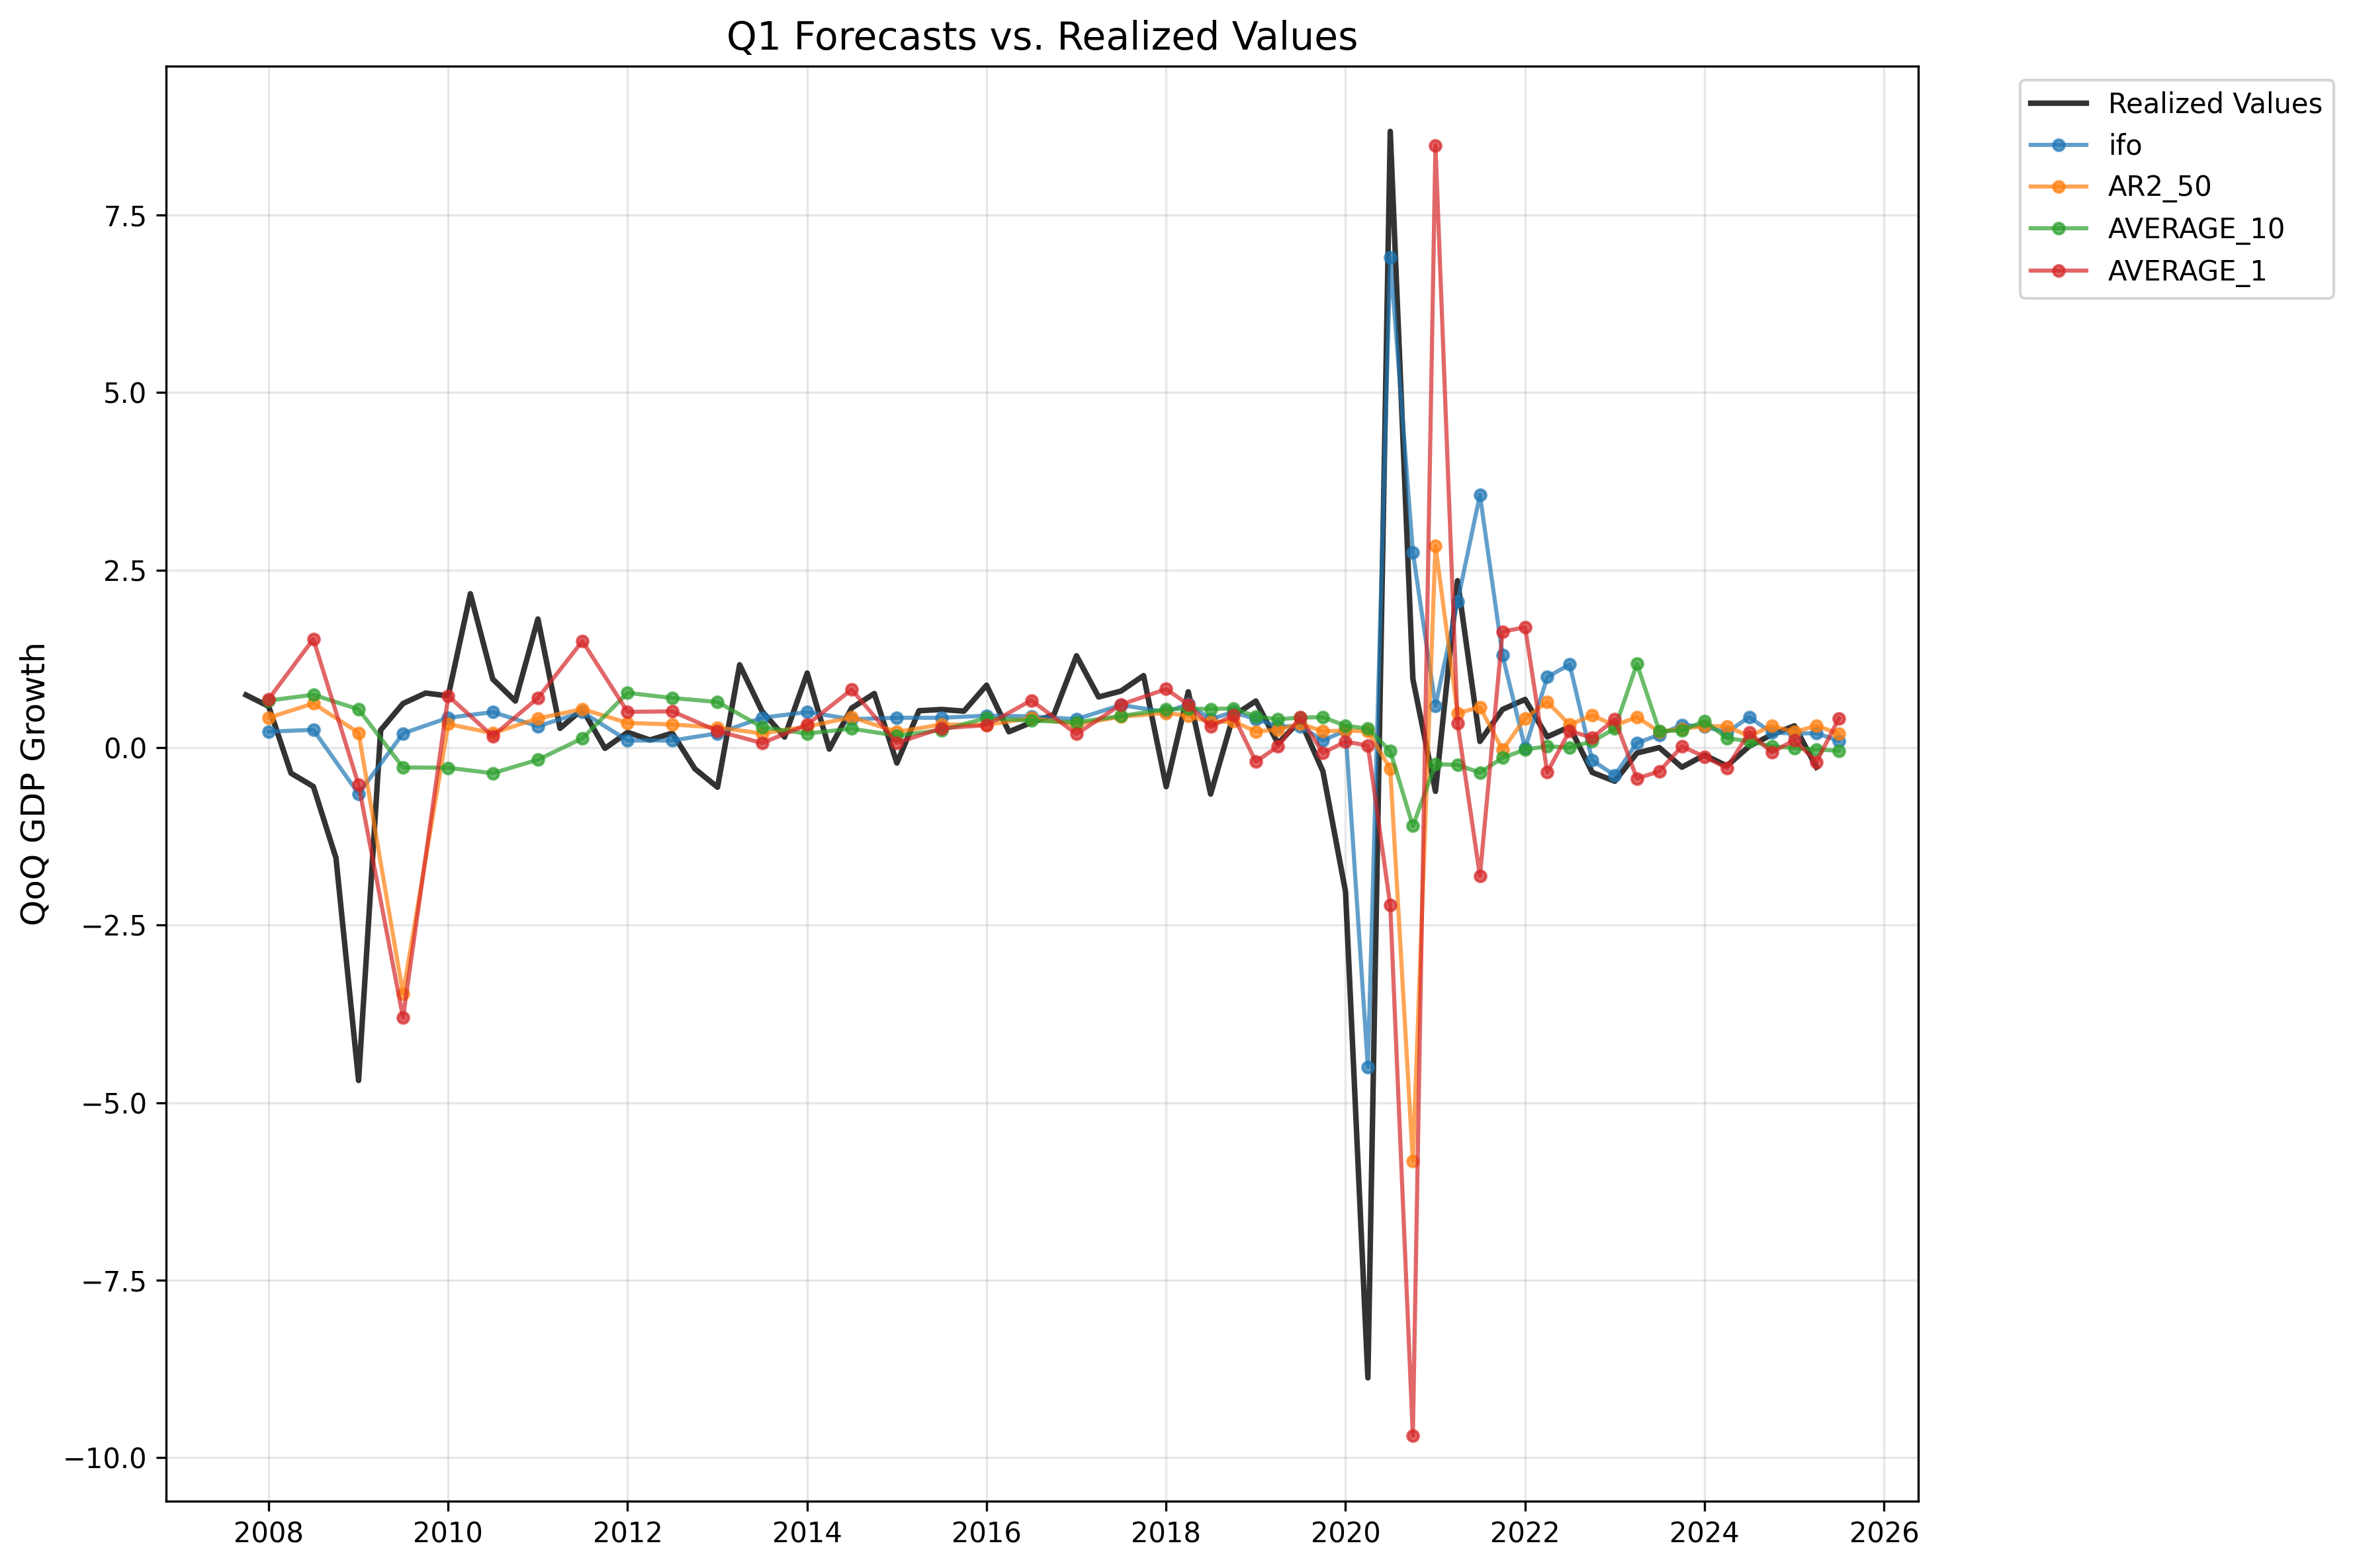 Q1 Forecasts vs. Realized Values
Realized Values
ifo
AR2_50
AVERAGE_10
AVERAGE_1
QoQ GDP Growth
7.5
5.0
2.5
0.0
−2.5
−5.0
−7.5
−10.0
2008 2010 2012 2014 2016 2018 2020 2022 2024 2026